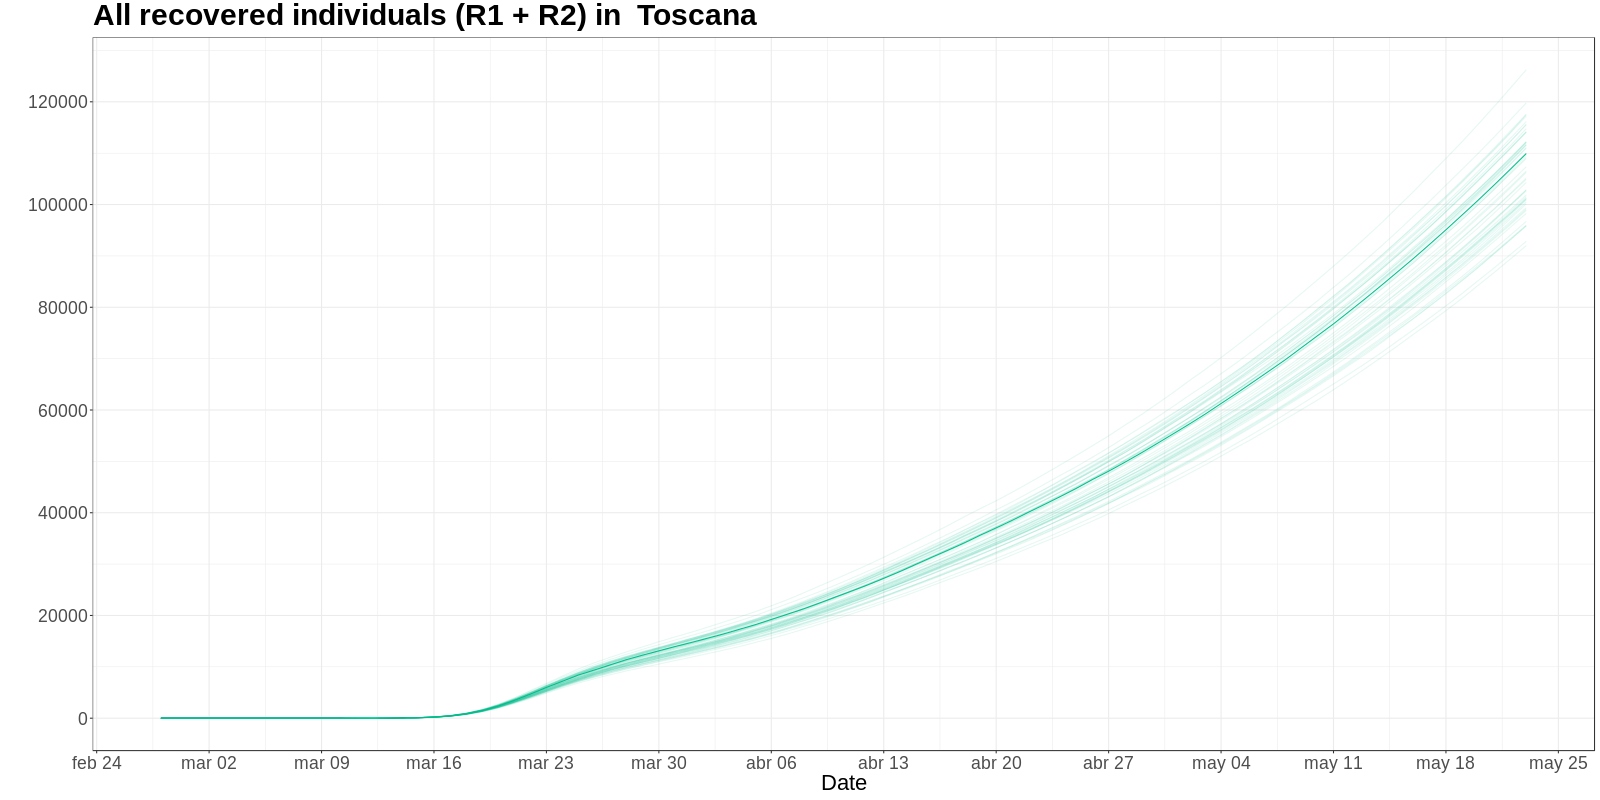 All recovered individuals (R1 + R2) in  Toscana
120000
100000
80000
60000
40000
20000
0
feb 24 mar 02 mar 09 mar 16 mar 23 mar 30 abr 06 abr 13 abr 20 abr 27 may 04 may 11 may 18 may 25
Date